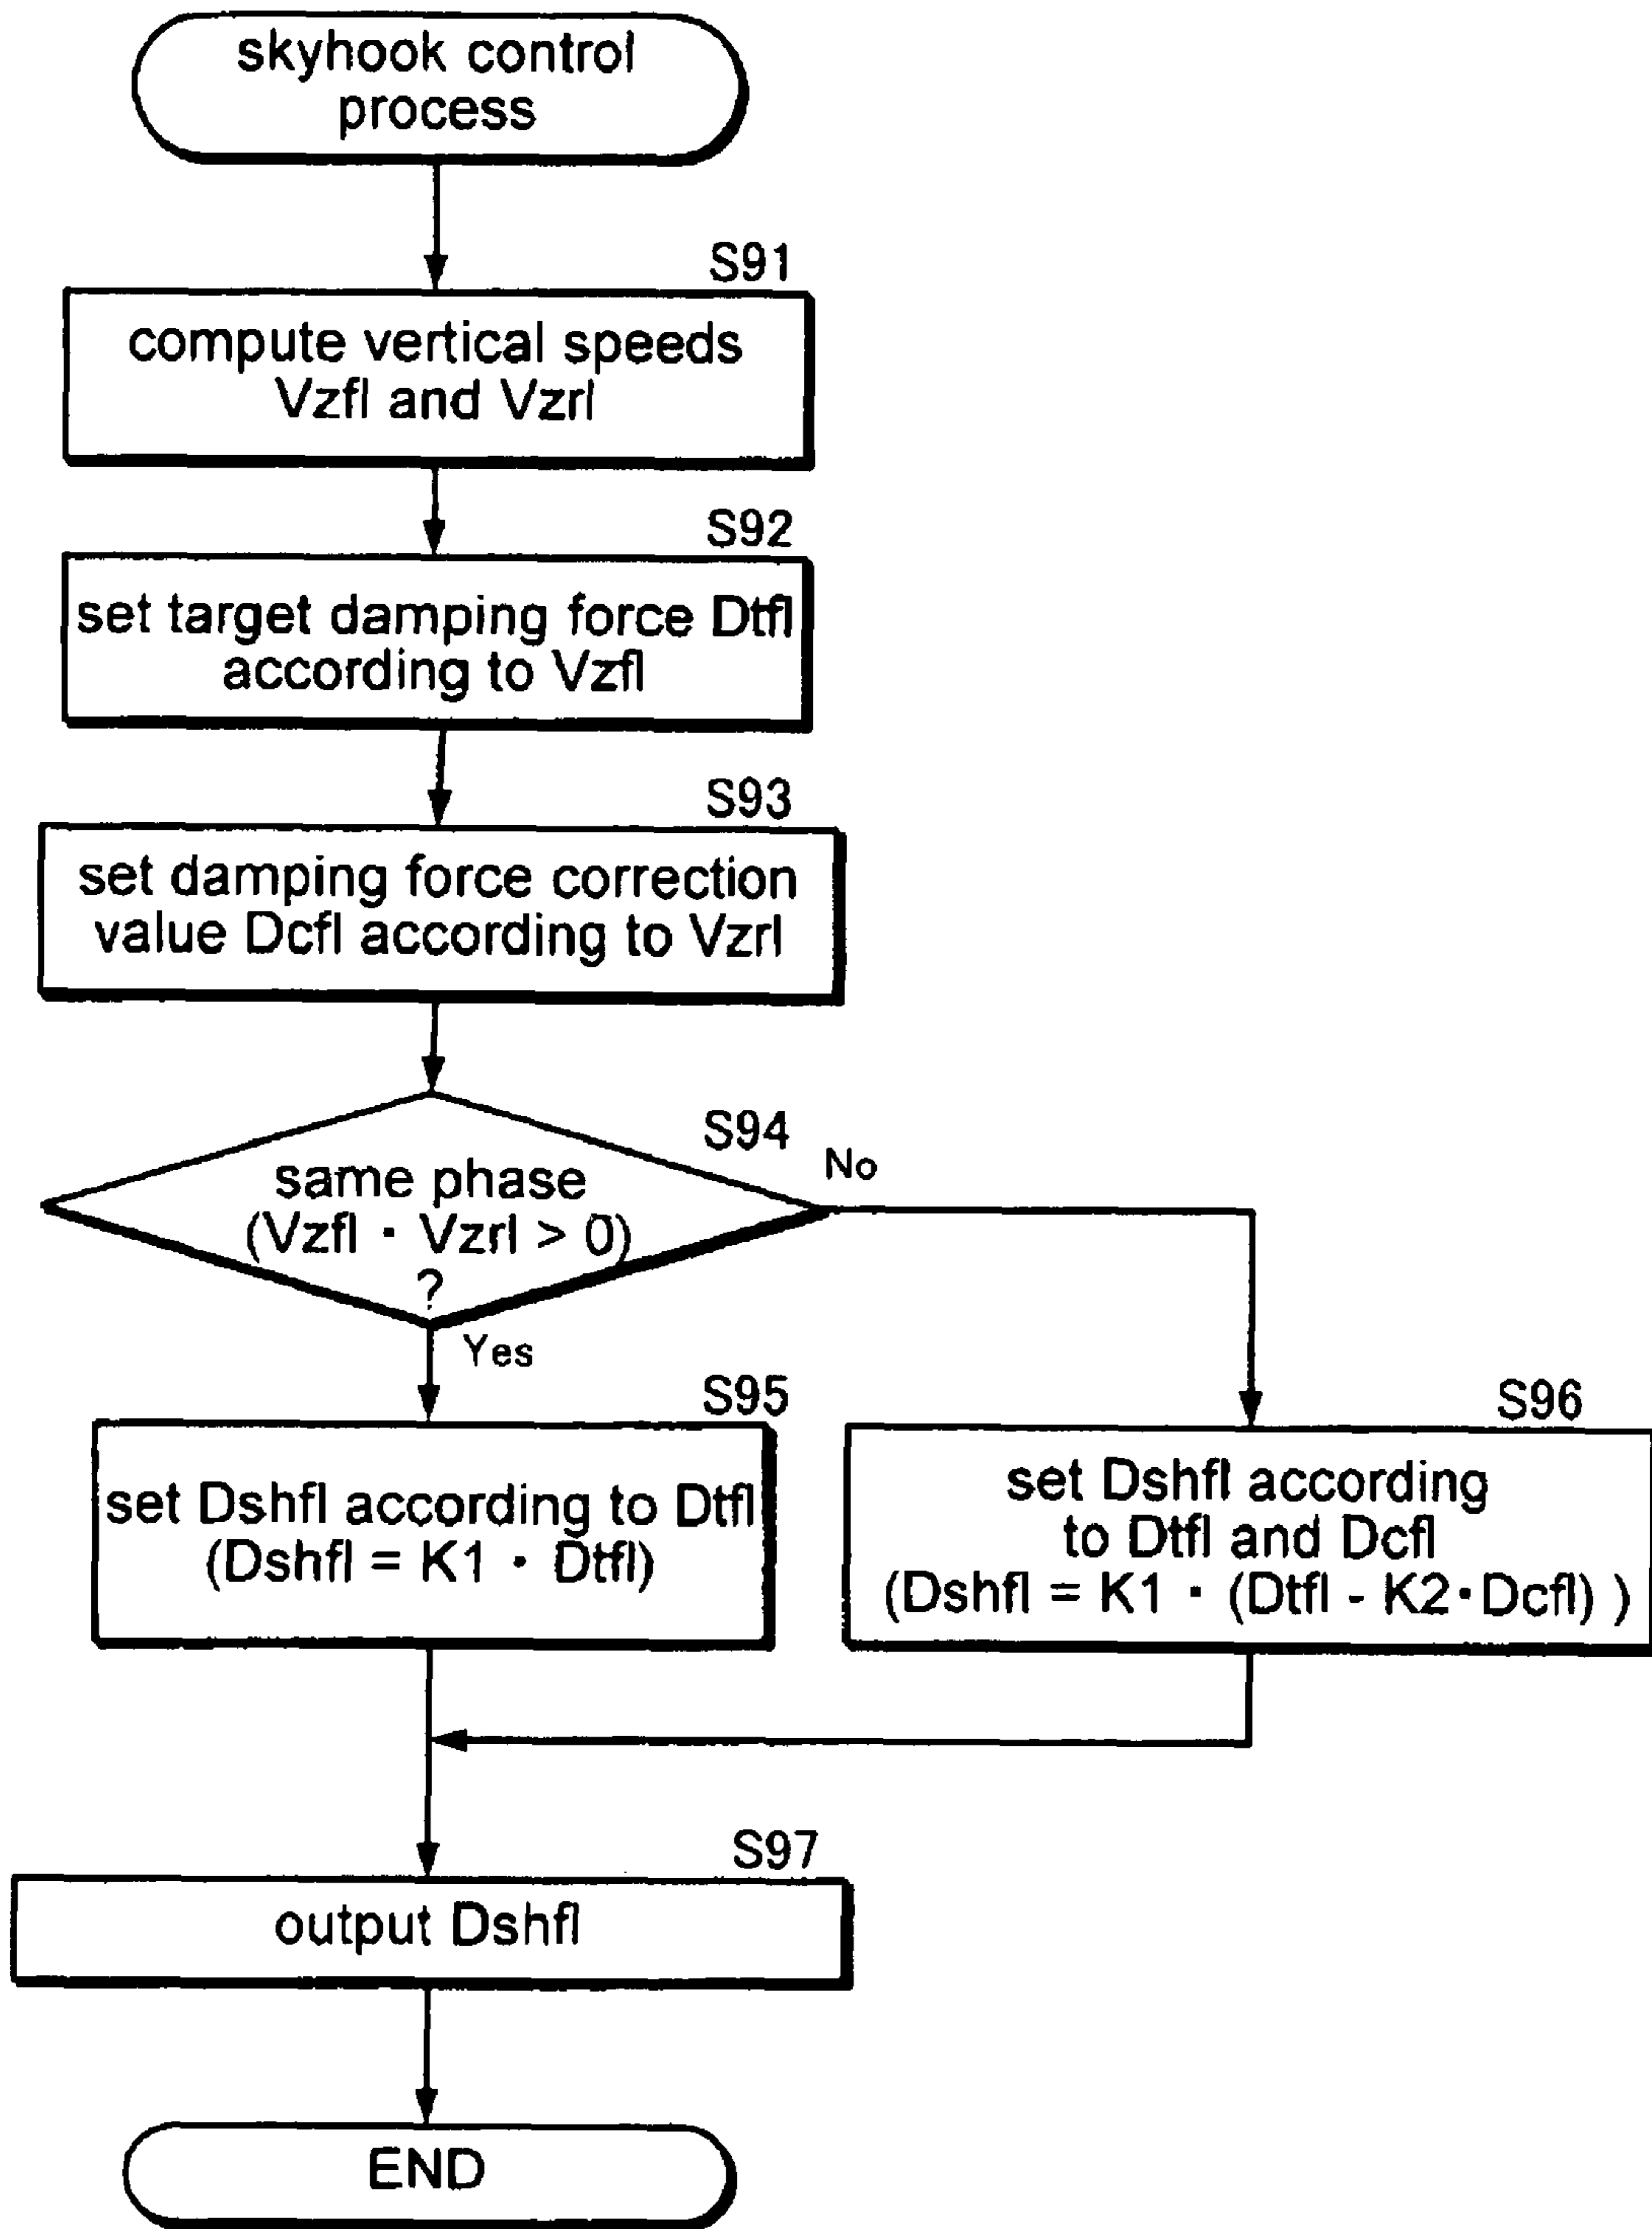 skyhook control
process
S91
compute vertical speeds
Vzfl and Vzrl
S92
set target damping force Dtfl
according to Vzfl
S93
set damping force correction
value Dcfl according to Vzrl
S94
same phase
(Vzfl · Vzrl > 0)
?
No
Yes
S95
set Dshfl according to Dtfl
(Dshfl = K1 · Dtfl)
S96
set Dshfl according
to Dtfl and Dcfl
(Dshfl = K1 · (Dtfl - K2·Dcfl) )
S97
output Dshfl
END